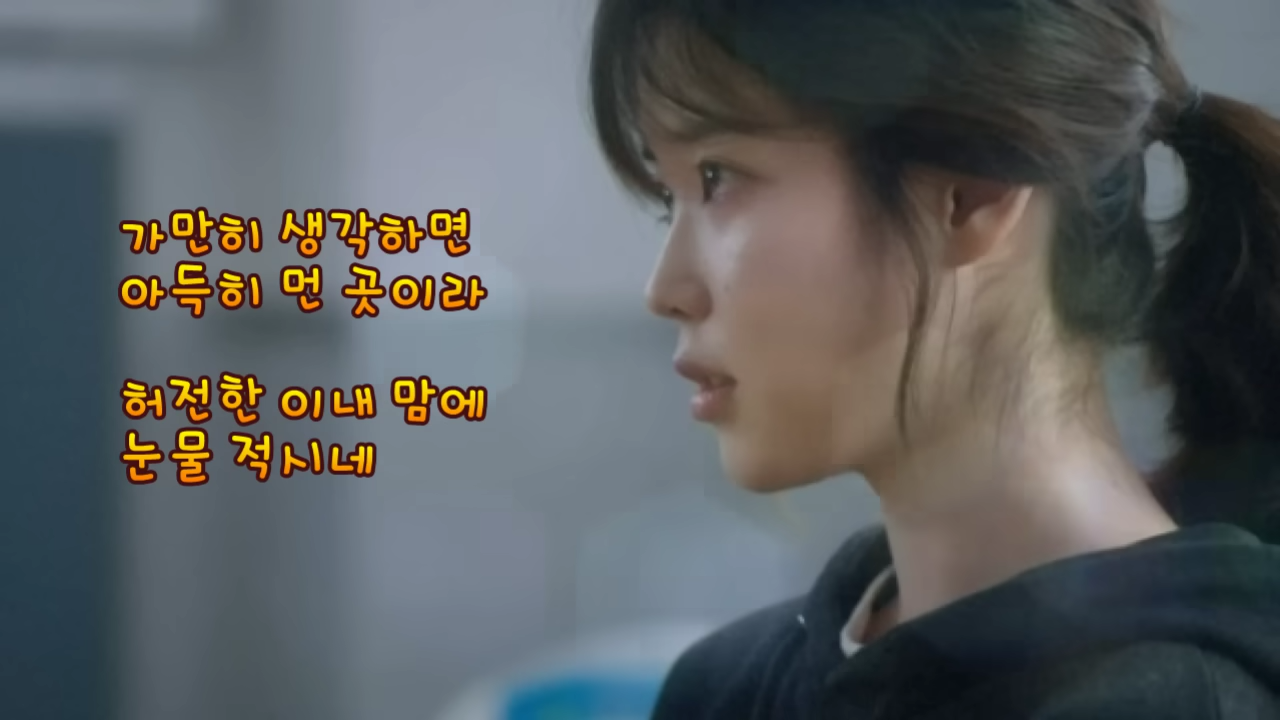 가만히 생각하면
아득히 먼 곳이라
허전한 이내 맘에
눈물 적시네